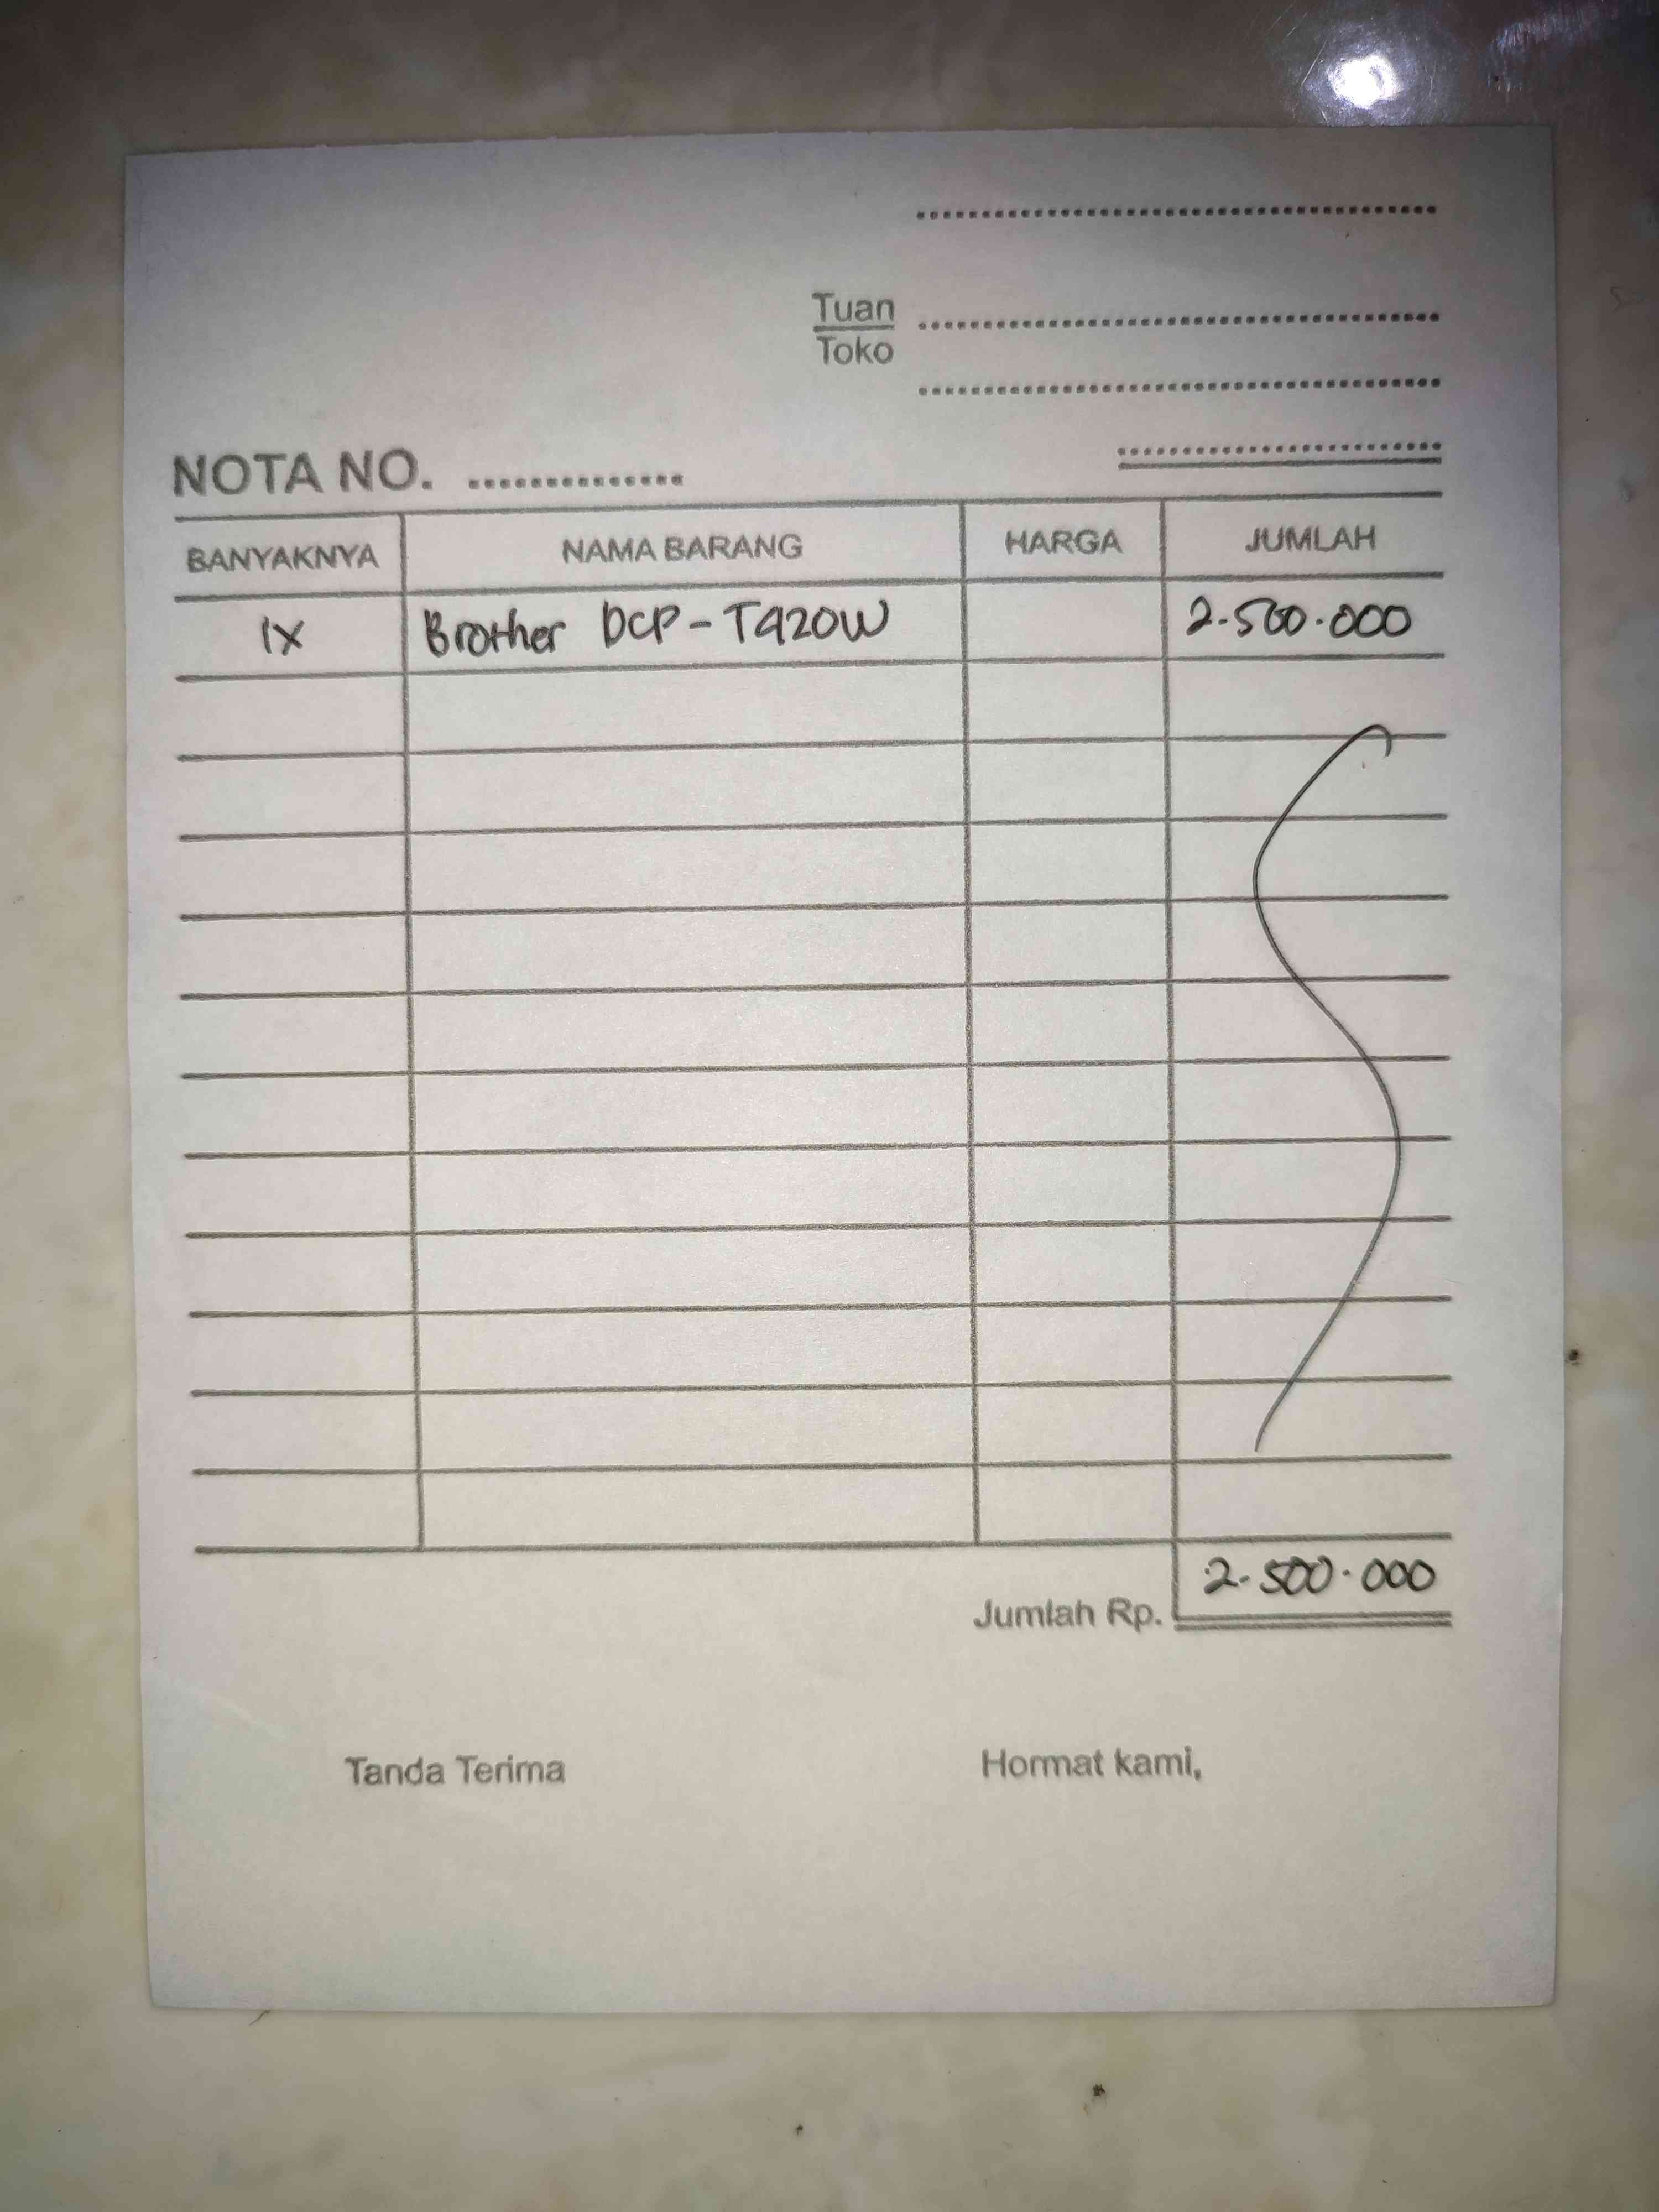 Tuan
Toko
NOTA NO. ..............
BANYAKNYA NAMA BARANG HARGA JUMLAH
1X Brother DCP-T420W 2.500.000
Jumlah Rp. 2.500.000
Tanda Terima Hormat kami,